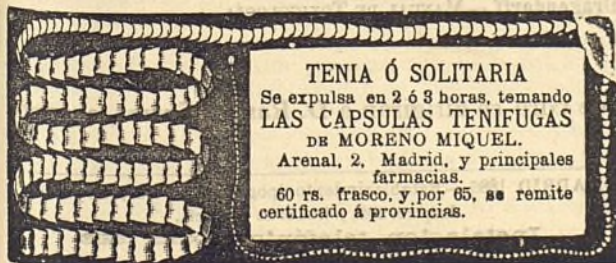 TENIA Ó SOLITARIA
Se expulsa en 2 ó 3 horas, temando
LAS CAPSULAS TENIFUGAS
DE MORENO MIQUEL.
Arenal, 2, Madrid, y principales
farmacias.
60 rs. frasco, y por 65, se remite
certificado á provincias.